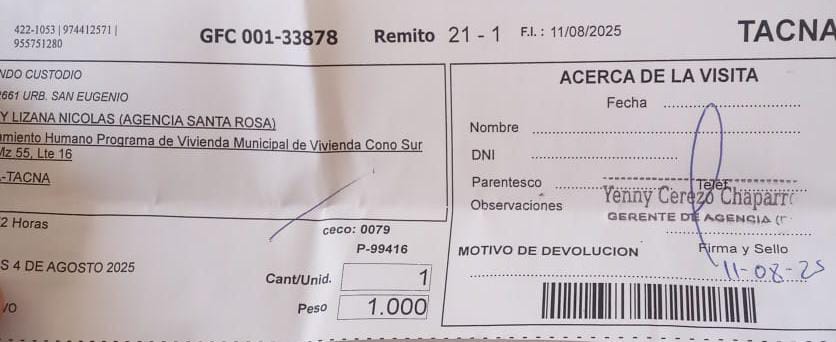 422-1053 | 974412571 |
955751280
GFC 001-33878 Remito 21 - 1 F.I. : 11/08/2025 TACNA
NDO CUSTODIO
2661 URB. SAN EUGENIO
Y LIZANA NICOLAS (AGENCIA SANTA ROSA)
amiento Humano Programa de Vivienda Municipal de Vivienda Cono Sur
Mz 55, Lte 16
-TACNA
2 Horas
ceco: 0079
P-99416
S 4 DE AGOSTO 2025
Cant/Unid. 1
/O
Peso 1.000
ACERCA DE LA VISITA
Fecha
Nombre
DNI
Parentesco Telef
Yenny Cerezo Chaparro
Observaciones
GERENTE DE AGENCIA (
MOTIVO DE DEVOLUCION Firma y Sello
11-08-25